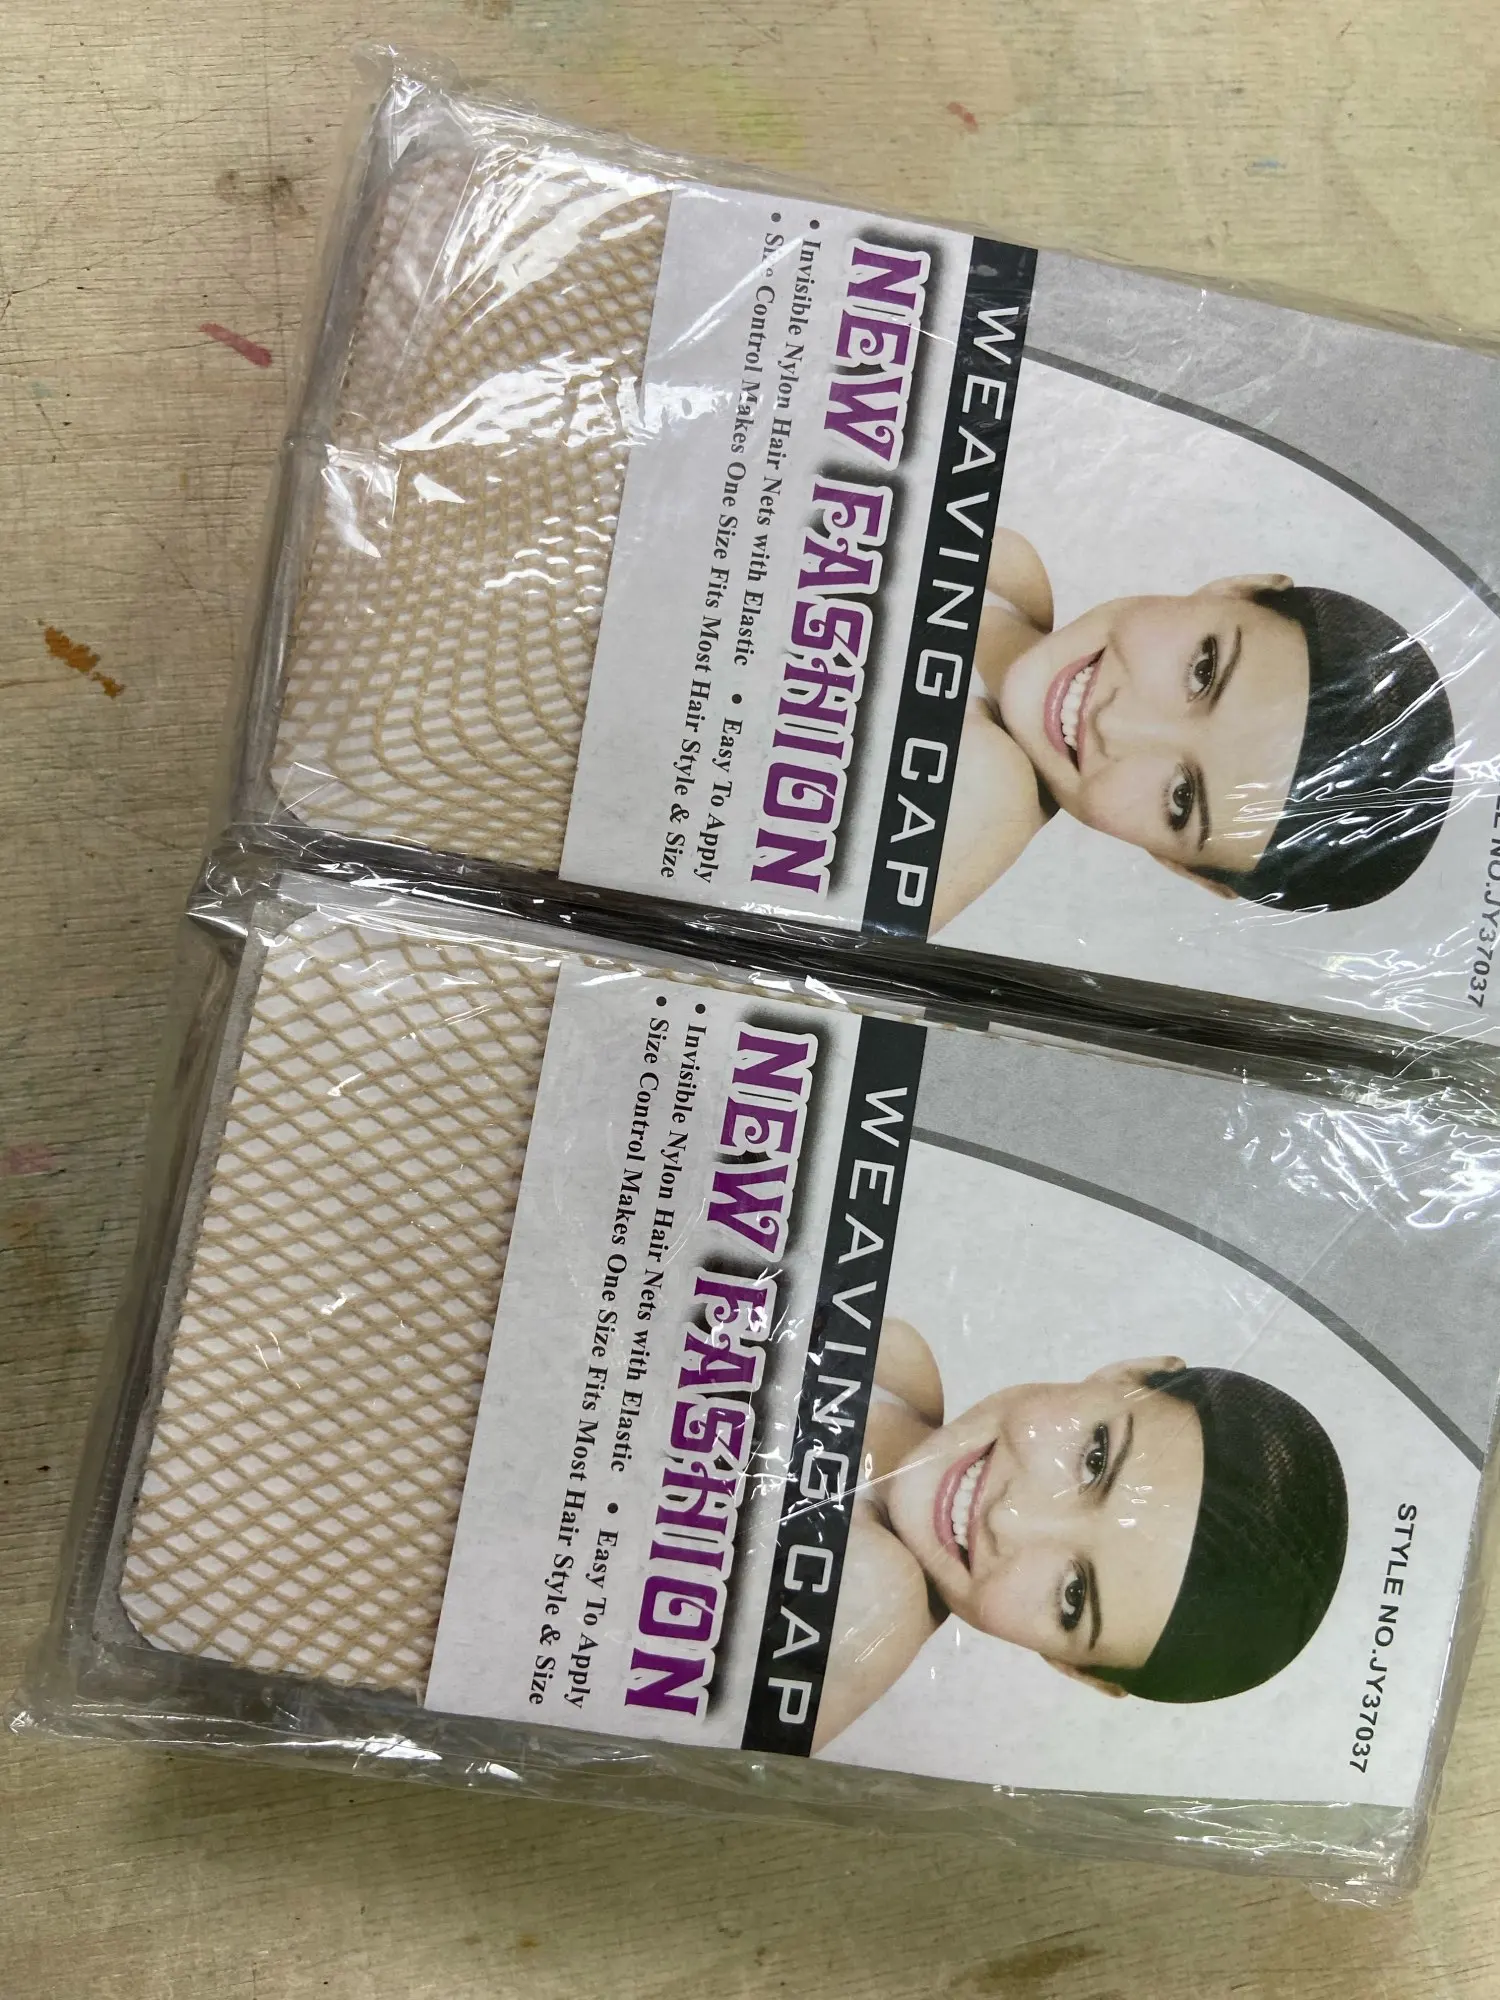 STYLE NO.JY37037
WEAVING CAP
NEW FASHION
• Invisible Nylon Hair Nets with Elastic • Easy To Apply
• Size Control Makes One Size Fits Most Hair Style & Size
NO.JY37037
WEAVING CAP
NEW FASHION
• Invisible Nylon Hair Nets with Elastic • Easy To Apply
• Size Control Makes One Size Fits Most Hair Style & Size